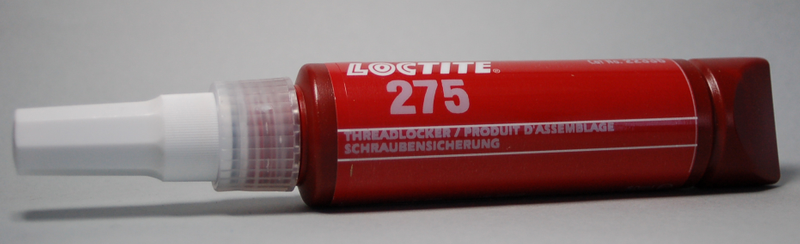 LOCTITE®
275
THREADLOCKER / PRODUIT D'ASSEMBLAGE
SCHRAUBENSICHERUNG